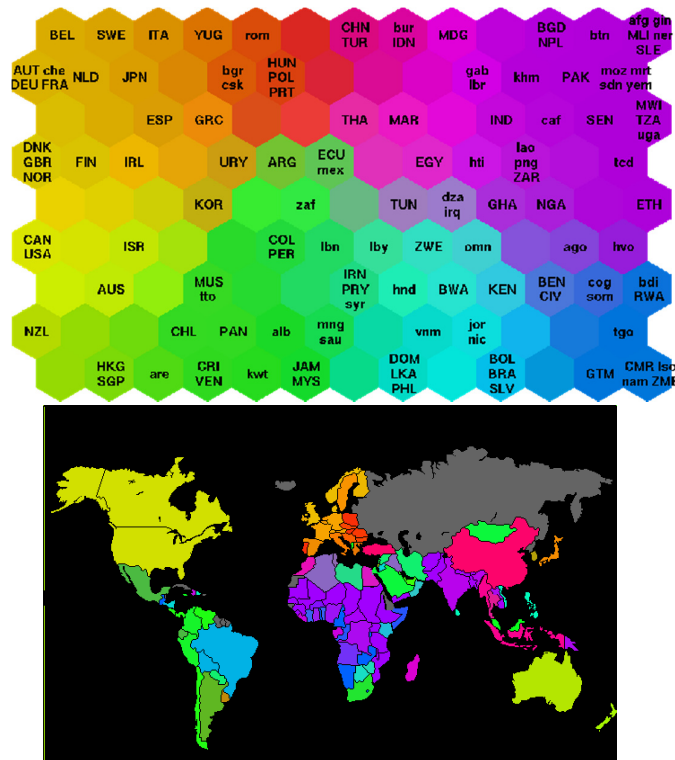 BEL SWE ITA YUG rom CHN TUR bur IDN MDG BGD NPL btn afg gin MLI ner SLE
AUT che DEU FRA NLD JPN bgr csk HUN POL PRT gab lbr khm PAK moz mrt sdn yem
ESP GRC THA MAR IND caf SEN MWI TZA uga
DNK GBR NOR FIN IRL URY ARG ECU mex EGY hti lao png ZAR tcd
KOR zaf TUN dza irq GHA NGA ETH
CAN USA ISR COL PER lbn lby ZWE omn ago hvo
AUS MUS tto IRN PRY syr hnd BWA KEN BEN CIV cog som bdi RWA
NZL CHL PAN alb mng sau vnm jor nic tgo
HKG SGP are CRI VEN kwt JAM MYS DOM LKA PHL BOL BRA SLV GTM CMR lso nam ZMB